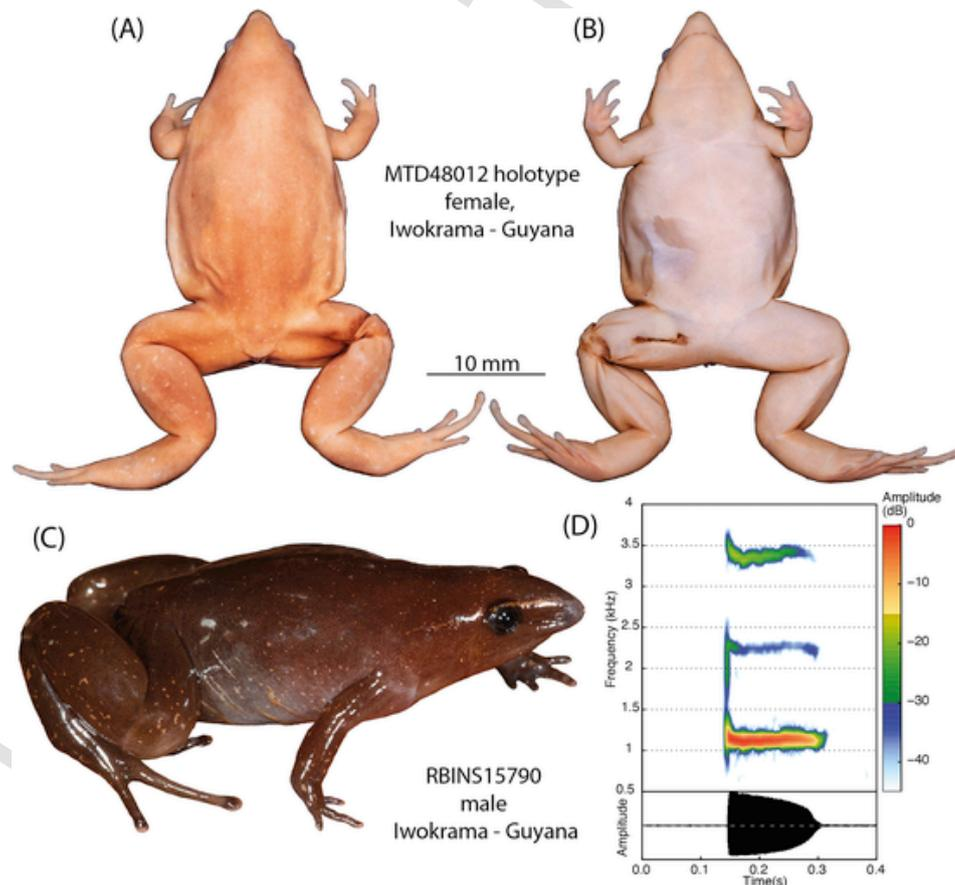 (A)
(B)
MTD48012 holotype
female,
Iwokrama - Guyana
10 mm
(C)
RBINS15790
male
Iwokrama - Guyana
(D)
Amplitude
(dB)
4
3.5
3
2.5
2
1.5
1
0.5
Frequency (kHz)
0
−10
−20
−30
−40
Amplitude
0.0 0.1 0.2 0.3 0.4
Time(s)